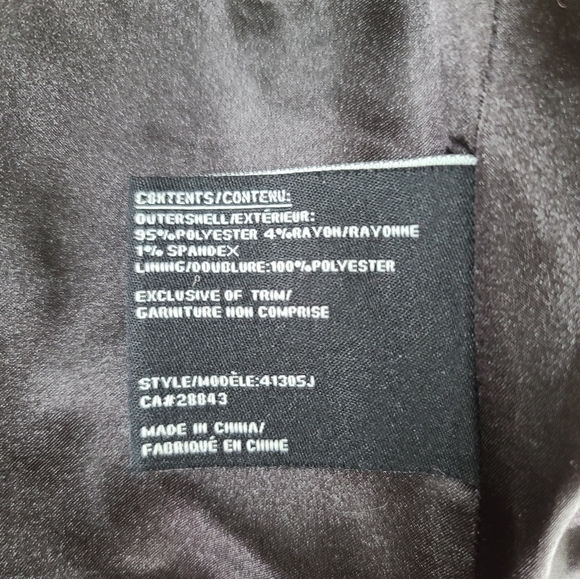 CONTENTS/CONTENU:
OUTERSHELL/EXTÉRIEUR:
95%POLYESTER 4%RAYON/RAYONNE
1% SPANDEX
LINING/DOUBLURE:100%POLYESTER
EXCLUSIVE OF TRIM/
GARNITURE NON COMPRISE
STYLE/MODÈLE:41305J
CA#28843
MADE IN CHINA/
FABRIQUÉ EN CHINE